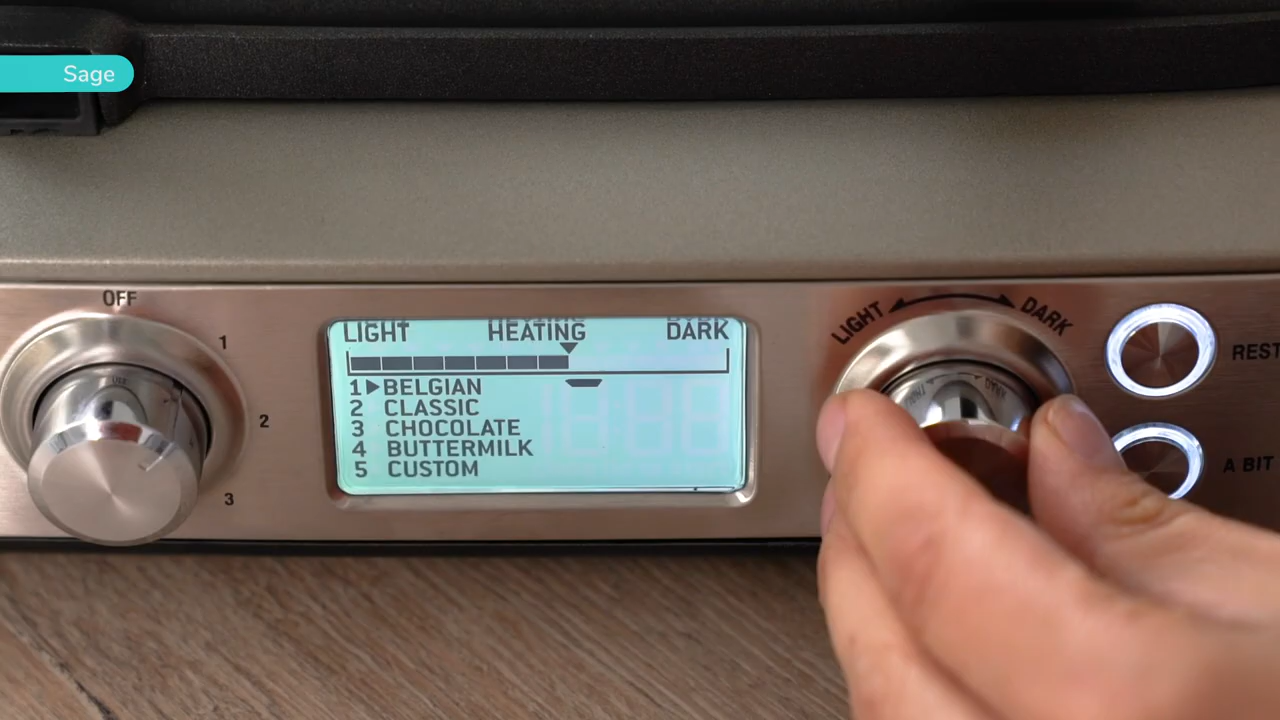 Sage
OFF
1
2
3
LIGHT HEATING DARK
1 BELGIAN
2 CLASSIC
3 CHOCOLATE
4 BUTTERMILK
5 CUSTOM
LIGHT DARK
REST
A BIT